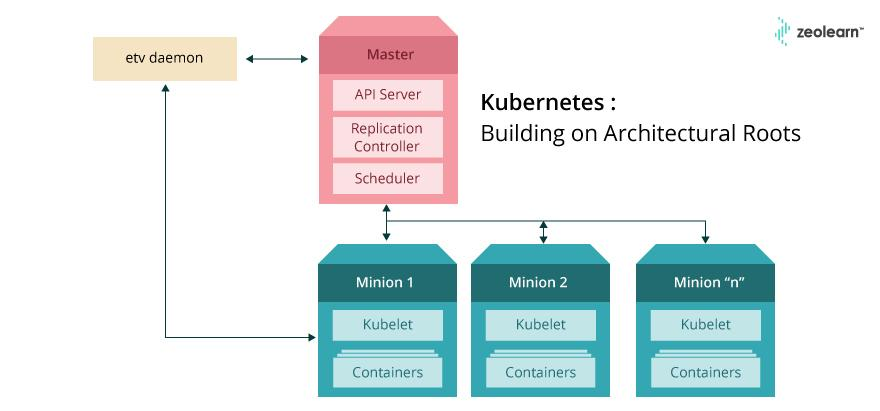 zeolearn™
etv daemon
Master
API Server
Replication
Controller
Scheduler
Kubernetes :
Building on Architectural Roots
Minion 1
Kubelet
Containers
Minion 2
Kubelet
Containers
Minion “n”
Kubelet
Containers